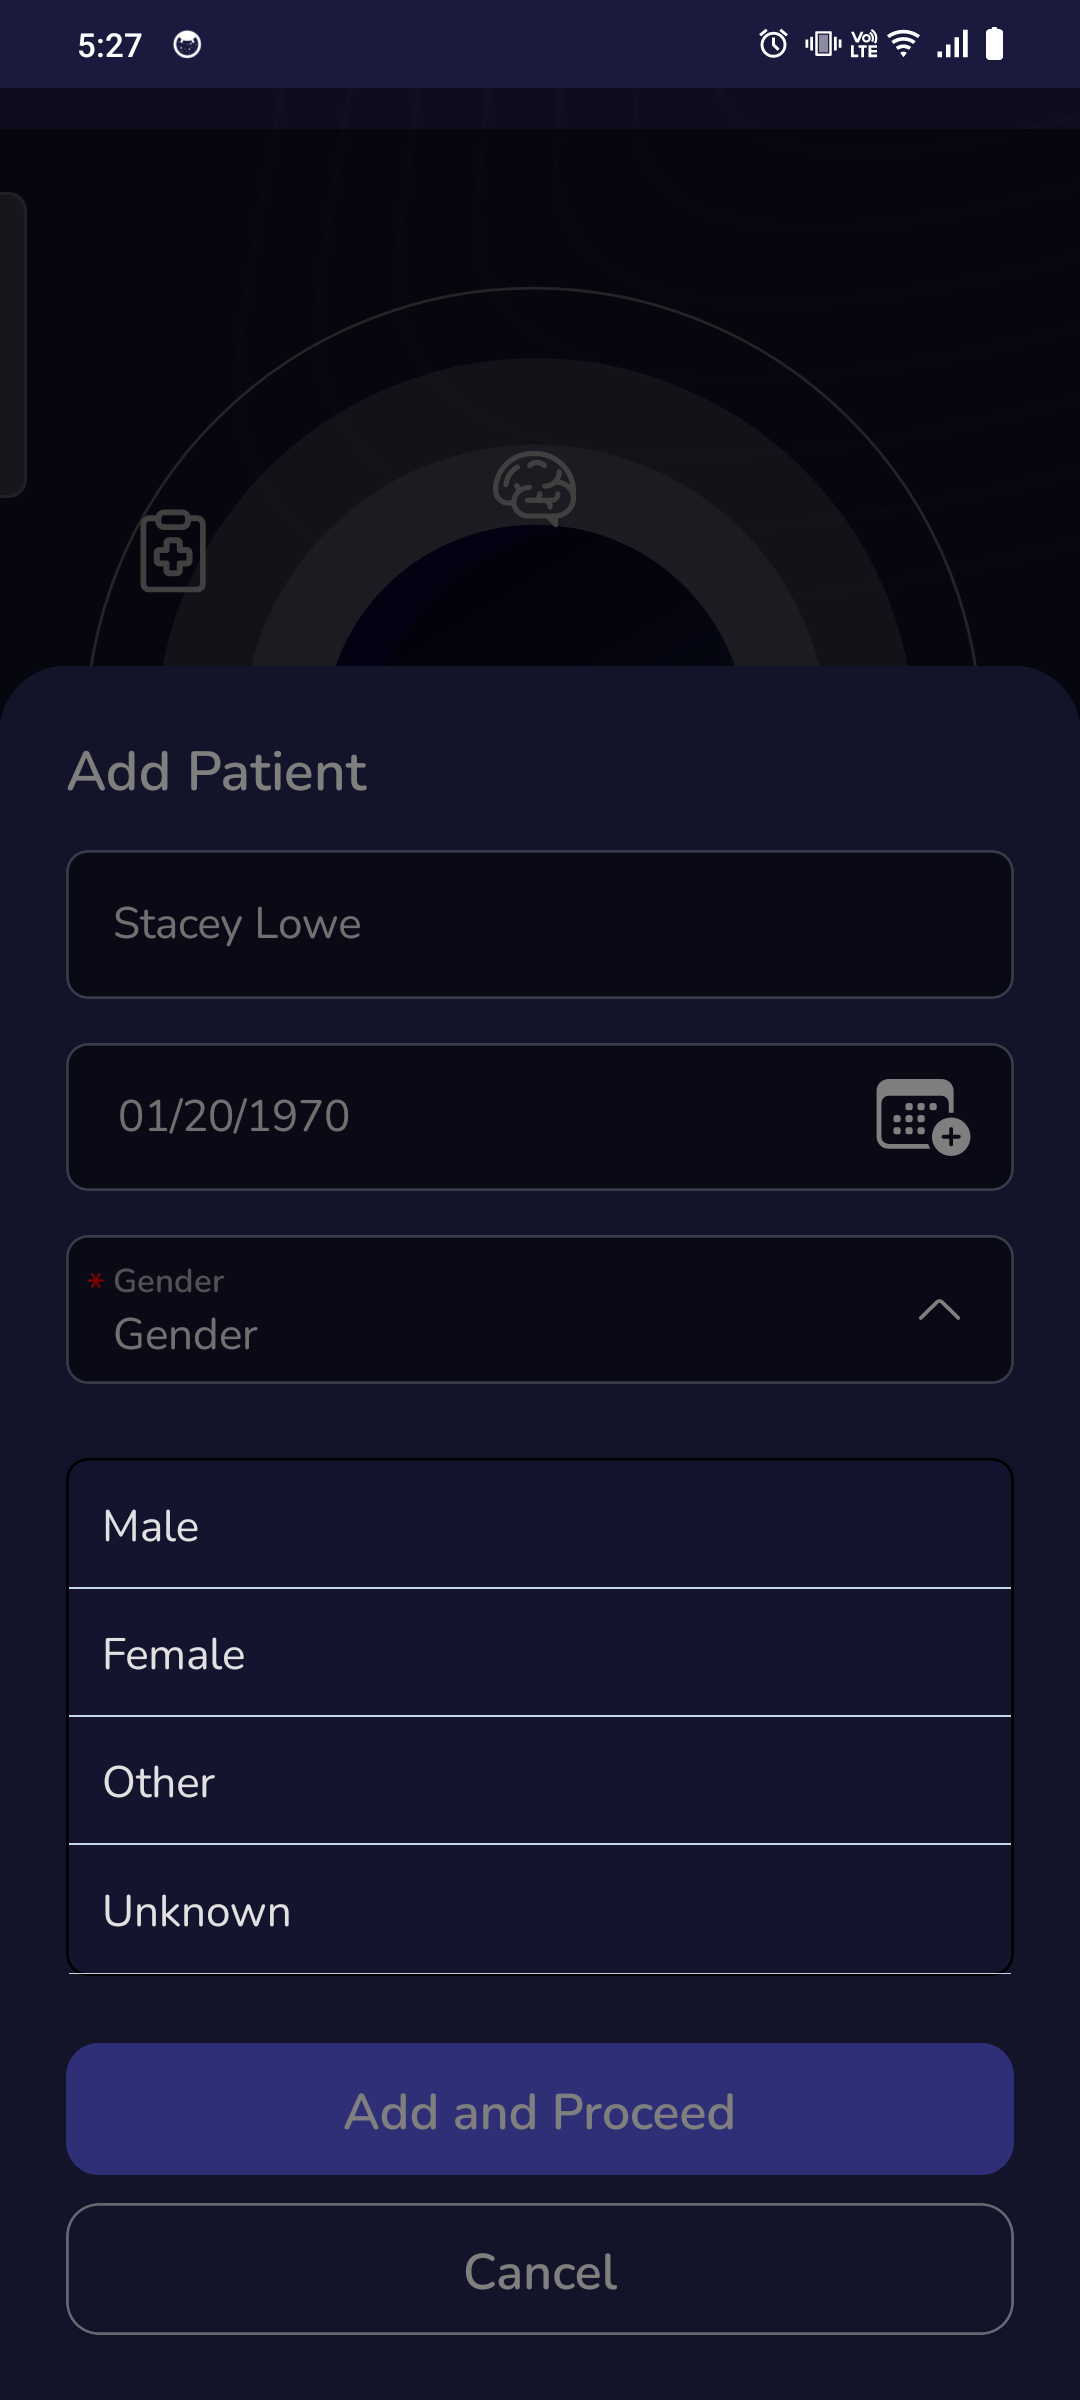 5:27
VO LTE
Add Patient
Stacey Lowe
01/20/1970
* Gender
Gender
Male
Female
Other
Unknown
Add and Proceed
Cancel